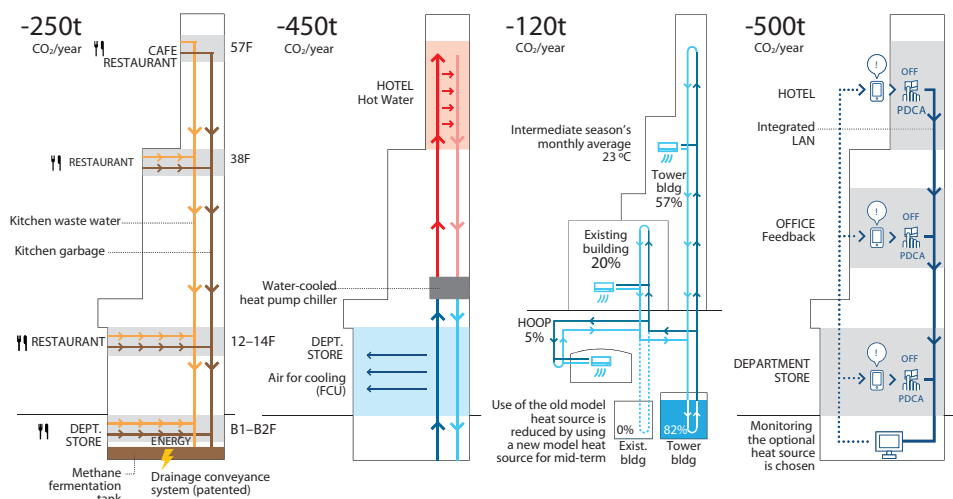 -250t
CO₂/year
CAFE
RESTAURANT
57F
RESTAURANT
38F
Kitchen waste water
Kitchen garbage
RESTAURANT
12–14F
DEPT.
STORE
B1–B2F
ENERGY
Methane
fermentation
tank
Drainage conveyance
system (patented)
-450t
CO₂/year
HOTEL
Hot Water
Water-cooled
heat pump chiller
DEPT.
STORE
Air for cooling
(FCU)
-120t
CO₂/year
Intermediate season's
monthly average
23 ºC
Tower
bldg
57%
Existing
building
20%
HOOP
5%
Use of the old model
heat source is
reduced by using
a new model heat
source for mid-term
0%
Exist.
bldg
82%
Tower
bldg
-500t
CO₂/year
HOTEL
!
OFF
PDCA
Integrated
LAN
OFFICE
Feedback
!
OFF
PDCA
DEPARTMENT
STORE
!
OFF
PDCA
Monitoring
the optional
heat source
is chosen